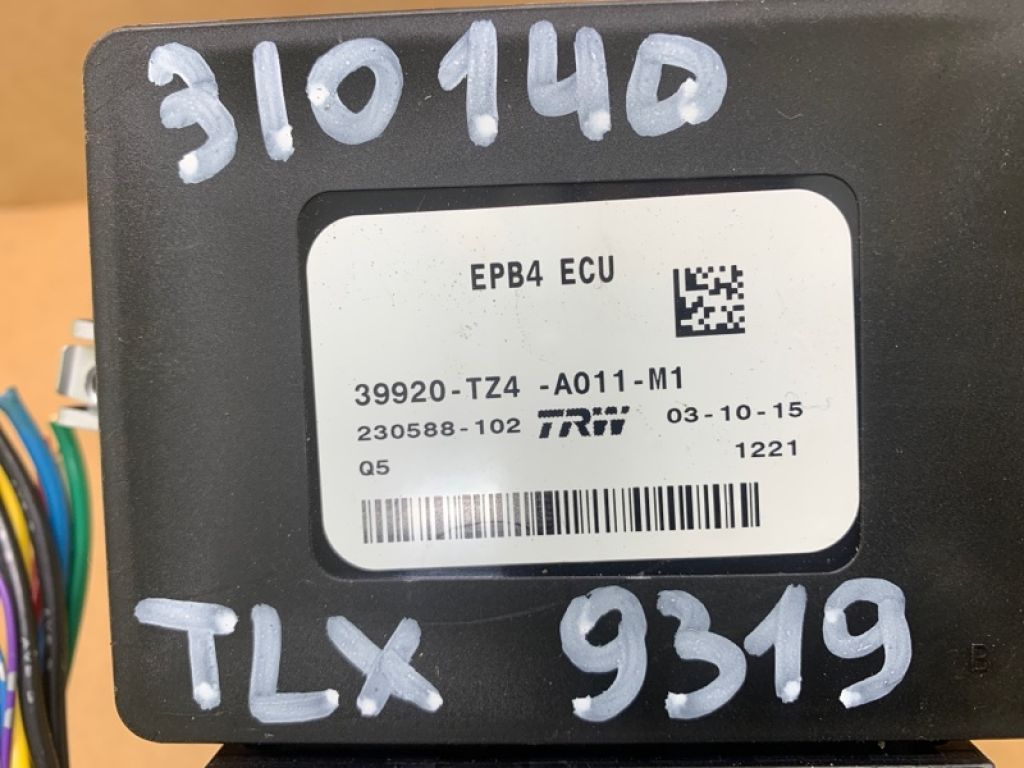 310140
EPB4 ECU
39920-TZ4 -A011-M1
230588-102 TRW 03-10-15
Q5 1221
TLX 9319
B